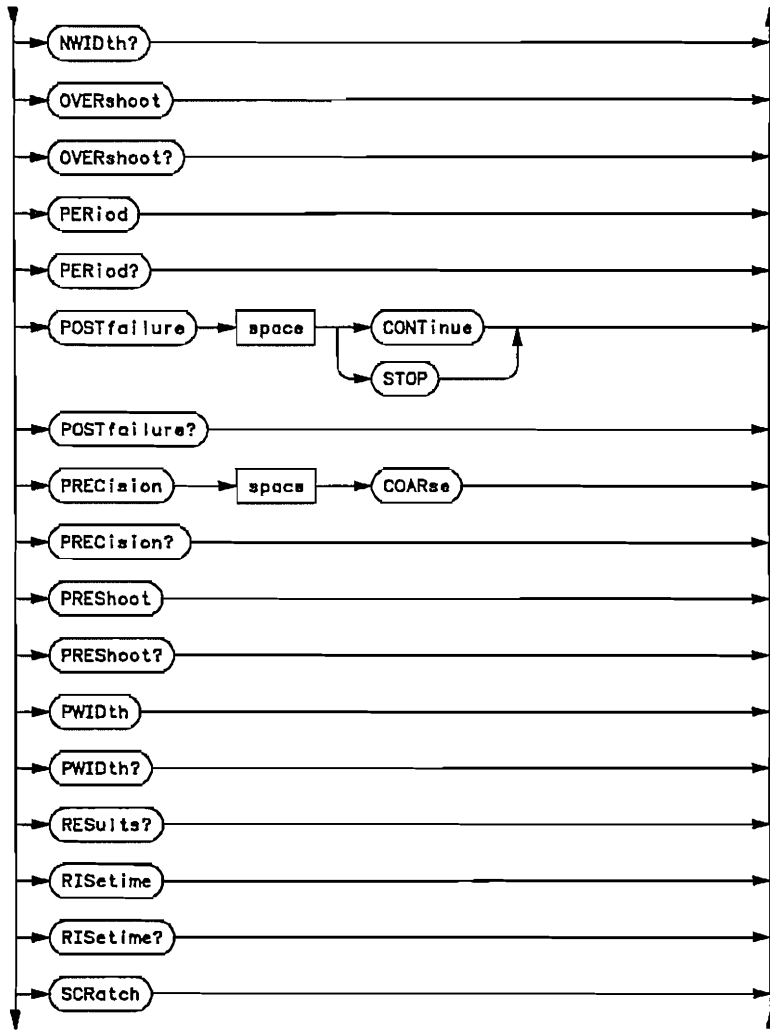 NWIDth?
OVERshoot
OVERshoot?
PERiod
PERiod?
POSTfailure space CONTinue
STOP
POSTfailure?
PRECision space COARse
PRECision?
PREShoot
PREShoot?
PWIDth
PWIDth?
RESults?
RISetime
RISetime?
SCRatch